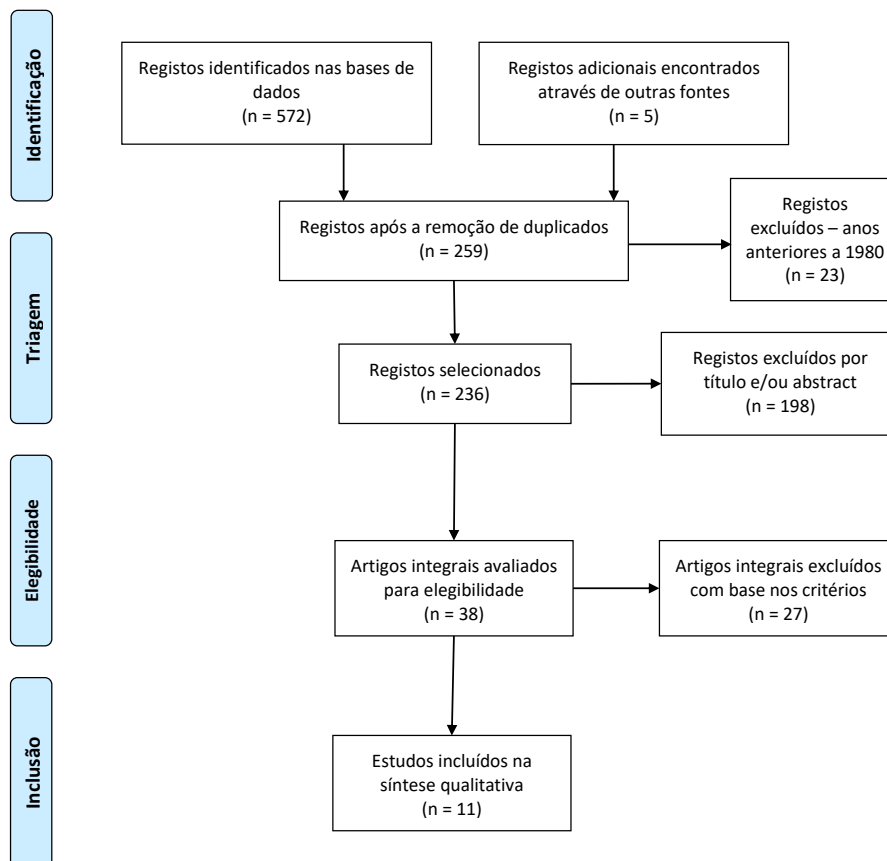 Identificação
Registos identificados nas bases de
dados
(n = 572)
Registos adicionais encontrados
através de outras fontes
(n = 5)
Registos após a remoção de duplicados
(n = 259)
Registos
excluídos – anos
anteriores a 1980
(n = 23)
Triagem
Registos selecionados
(n = 236)
Registos excluídos por
título e/ou abstract
(n = 198)
Elegibilidade
Artigos integrais avaliados
para elegibilidade
(n = 38)
Artigos integrais excluídos
com base nos critérios
(n = 27)
Inclusão
Estudos incluídos na
síntese qualitativa
(n = 11)